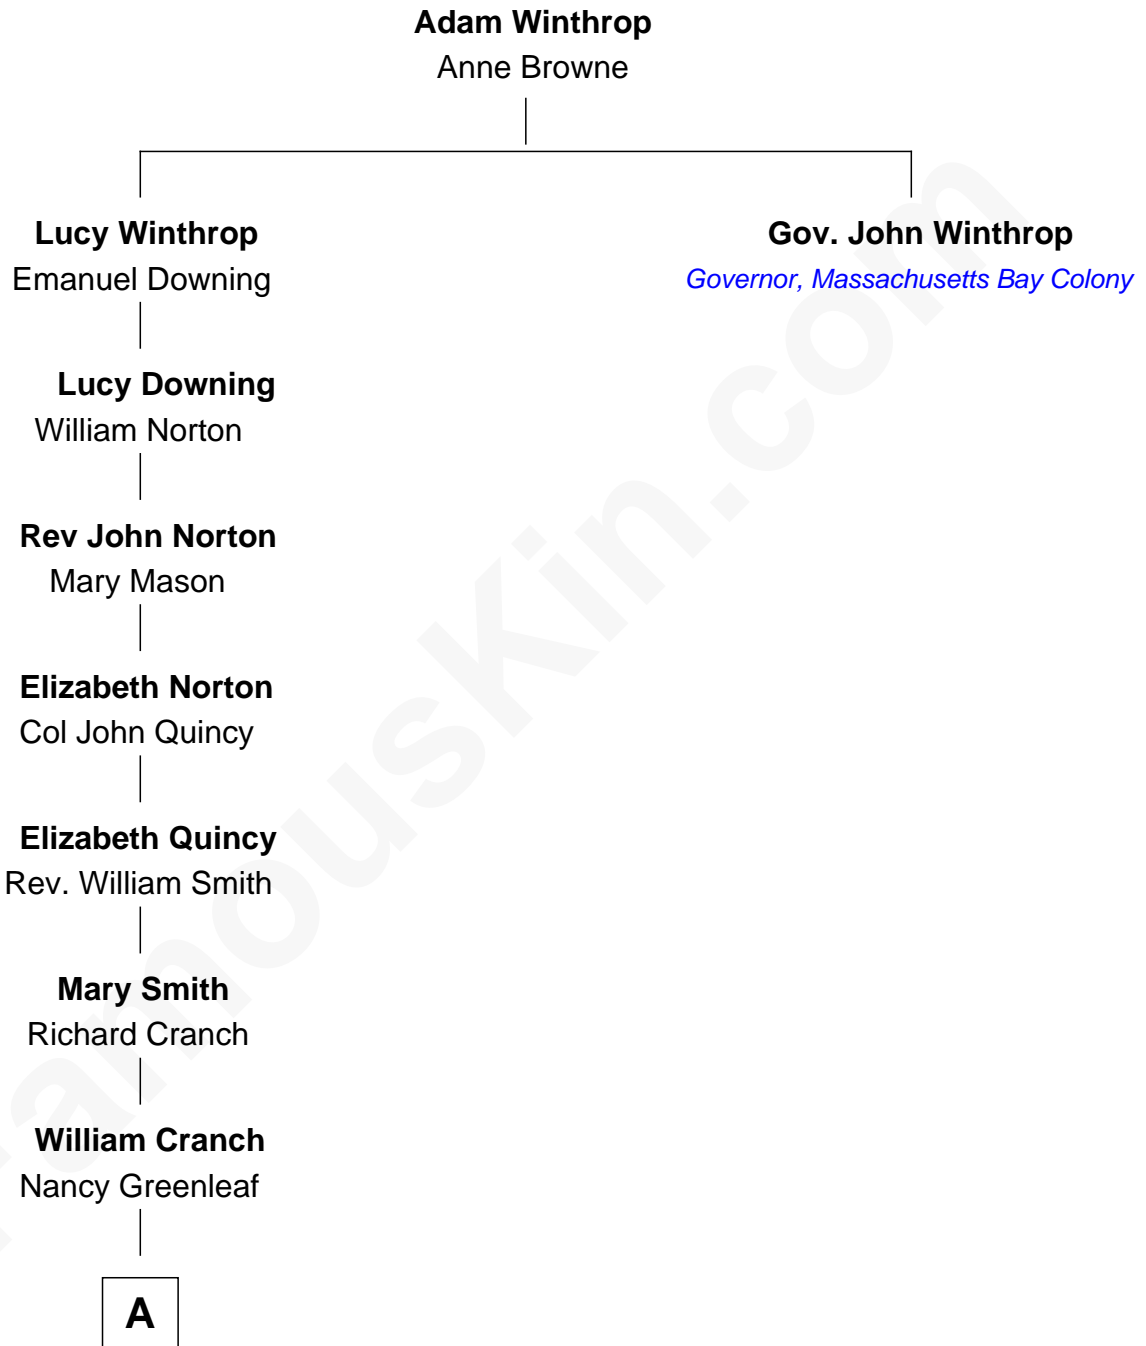 Adam Winthrop
Anne Browne
Lucy Winthrop
Emanuel Downing
Gov. John Winthrop
Governor, Massachusetts Bay Colony
Lucy Downing
William Norton
Rev John Norton
Mary Mason
Elizabeth Norton
Col John Quincy
Elizabeth Quincy
Rev. William Smith
Mary Smith
Richard Cranch
William Cranch
Nancy Greenleaf
A
FamousKin.com